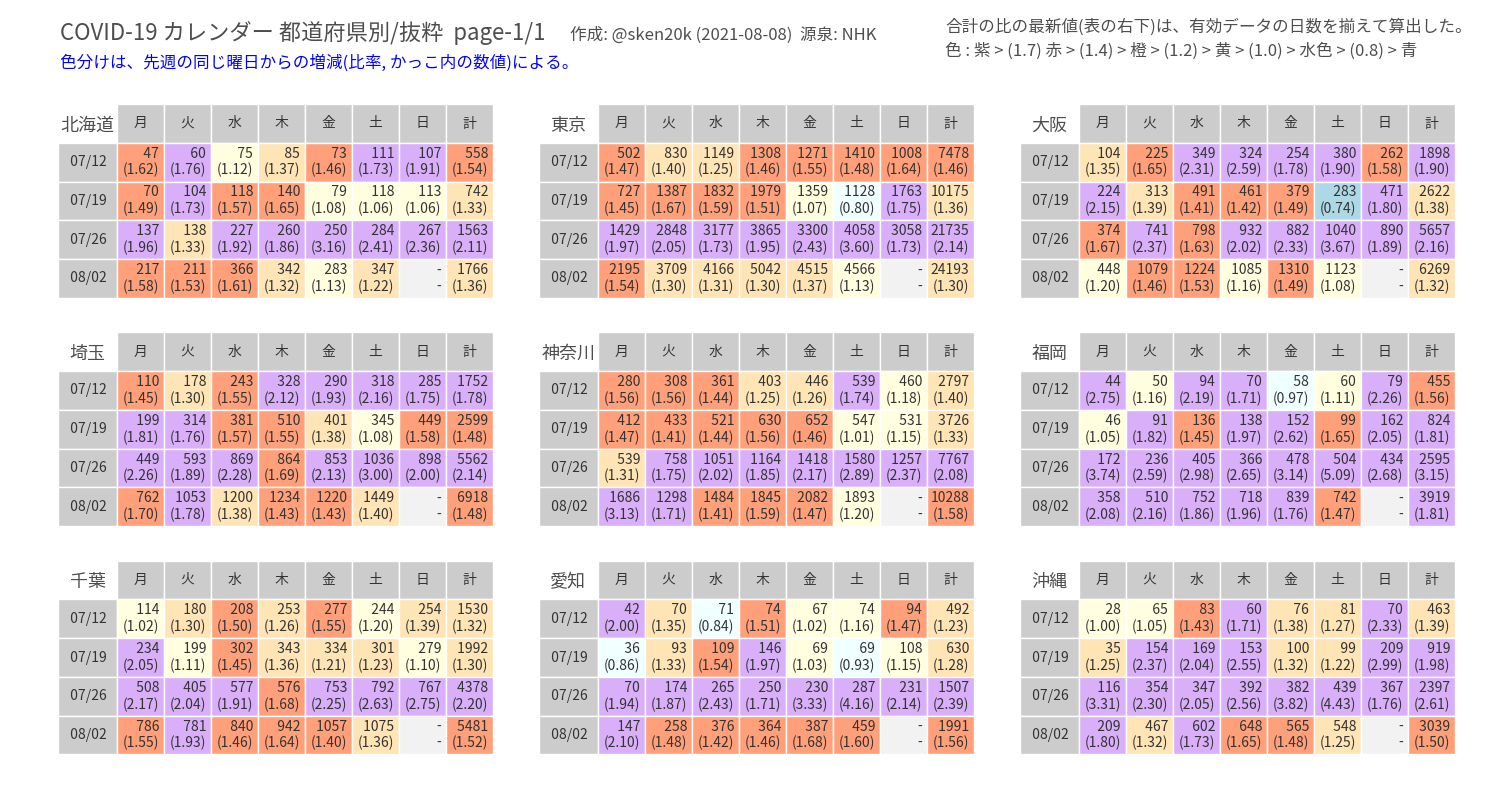 COVID-19 カレンダー 都道府県別/抜粋 page-1/1 作成: @sken20k (2021-08-08) 源泉: NHK
合計の比の最新値(表の右下)は、有効データの日数を揃えて算出した。
色分けは、先週の同じ曜日からの増減(比率, かっこ内の数値)による。
色 : 紫 > (1.7) 赤 > (1.4) 橙 > (1.2) 黄 > (1.0) > 水色 > (0.8) > 青
北海道 月 火 水 木 金 土 日 計
07/12 47 60 75 85 73 111 107 558
(1.62) (1.76) (1.12) (1.37) (1.46) (1.73) (1.91) (1.54)
07/19 70 104 118 140 79 118 113 742
(1.49) (1.73) (1.57) (1.65) (1.08) (1.06) (1.06) (1.33)
07/26 137 138 227 260 250 284 267 1563
(1.96) (1.33) (1.92) (1.86) (3.16) (2.41) (2.36) (2.11)
08/02 217 211 366 342 283 347 - 1766
(1.58) (1.53) (1.61) (1.32) (1.13) (1.22) - (1.36)
東京 月 火 水 木 金 土 日 計
07/12 502 830 1149 1308 1271 1410 1008 7478
(1.47) (1.40) (1.25) (1.46) (1.55) (1.48) (1.64) (1.46)
07/19 727 1387 1832 1979 1359 1128 1763 10175
(1.45) (1.67) (1.59) (1.51) (1.07) (0.80) (1.75) (1.36)
07/26 1429 2848 3177 3865 3300 4058 3058 21735
(1.97) (2.05) (1.73) (1.95) (2.43) (3.60) (1.73) (2.14)
08/02 2195 3709 4166 5042 4515 4566 - 24193
(1.54) (1.30) (1.31) (1.30) (1.37) (1.13) - (1.30)
大阪 月 火 水 木 金 土 日 計
07/12 104 225 349 324 254 380 262 1898
(1.35) (1.65) (2.31) (2.59) (1.78) (1.90) (1.58) (1.90)
07/19 224 313 491 461 379 283 471 2622
(2.15) (1.39) (1.41) (1.42) (1.49) (0.74) (1.80) (1.38)
07/26 374 741 798 932 882 1040 890 5657
(1.67) (2.37) (1.63) (2.02) (2.33) (3.67) (1.89) (2.16)
08/02 448 1079 1224 1085 1310 1123 - 6269
(1.20) (1.46) (1.53) (1.16) (1.49) (1.08) - (1.32)
埼玉 月 火 水 木 金 土 日 計
07/12 110 178 243 328 290 318 285 1752
(1.45) (1.30) (1.55) (2.12) (1.93) (2.16) (1.75) (1.78)
07/19 199 314 381 510 401 345 449 2599
(1.81) (1.76) (1.57) (1.55) (1.38) (1.08) (1.58) (1.48)
07/26 449 593 869 864 853 1036 898 5562
(2.26) (1.89) (2.28) (1.69) (2.13) (3.00) (2.00) (2.14)
08/02 762 1053 1200 1234 1220 1449 - 6918
(1.70) (1.78) (1.38) (1.43) (1.43) (1.40) - (1.48)
神奈川 月 火 水 木 金 土 日 計
07/12 280 308 361 403 446 539 460 2797
(1.56) (1.56) (1.44) (1.25) (1.26) (1.74) (1.18) (1.40)
07/19 412 433 521 630 652 547 531 3726
(1.47) (1.41) (1.44) (1.56) (1.46) (1.01) (1.15) (1.33)
07/26 539 758 1051 1164 1418 1580 1257 7767
(1.31) (1.75) (2.02) (1.85) (2.17) (2.89) (2.37) (2.08)
08/02 1686 1298 1484 1845 2082 1893 - 10288
(3.13) (1.71) (1.41) (1.59) (1.47) (1.20) - (1.58)
福岡 月 火 水 木 金 土 日 計
07/12 44 50 94 70 58 60 79 455
(2.75) (1.16) (2.19) (1.71) (0.97) (1.11) (2.26) (1.56)
07/19 46 91 136 138 152 99 162 824
(1.05) (1.82) (1.45) (1.97) (2.62) (1.65) (2.05) (1.81)
07/26 172 236 405 366 478 504 434 2595
(3.74) (2.59) (2.98) (2.65) (3.14) (5.09) (2.68) (3.15)
08/02 358 510 752 718 839 742 - 3919
(2.08) (2.16) (1.86) (1.96) (1.76) (1.47) - (1.81)
千葉 月 火 水 木 金 土 日 計
07/12 114 180 208 253 277 244 254 1530
(1.02) (1.30) (1.50) (1.26) (1.55) (1.20) (1.39) (1.32)
07/19 234 199 302 343 334 301 279 1992
(2.05) (1.11) (1.45) (1.36) (1.21) (1.23) (1.10) (1.30)
07/26 508 405 577 576 753 792 767 4378
(2.17) (2.04) (1.91) (1.68) (2.25) (2.63) (2.75) (2.20)
08/02 786 781 840 942 1057 1075 - 5481
(1.55) (1.93) (1.46) (1.64) (1.40) (1.36) - (1.52)
愛知 月 火 水 木 金 土 日 計
07/12 42 70 71 74 67 74 94 492
(2.00) (1.35) (0.84) (1.51) (1.02) (1.16) (1.47) (1.23)
07/19 36 93 109 146 69 69 108 630
(0.86) (1.33) (1.54) (1.97) (1.03) (0.93) (1.15) (1.28)
07/26 70 174 265 250 230 287 231 1507
(1.94) (1.87) (2.43) (1.71) (3.33) (4.16) (2.14) (2.39)
08/02 147 258 376 364 387 459 - 1991
(2.10) (1.48) (1.42) (1.46) (1.68) (1.60) - (1.56)
沖縄 月 火 水 木 金 土 日 計
07/12 28 65 83 60 76 81 70 463
(1.00) (1.05) (1.43) (1.71) (1.38) (1.27) (2.33) (1.39)
07/19 35 154 169 153 100 99 209 919
(1.25) (2.37) (2.04) (2.55) (1.32) (1.22) (2.99) (1.98)
07/26 116 354 347 392 382 439 367 2397
(3.31) (2.30) (2.05) (2.56) (3.82) (4.43) (1.76) (2.61)
08/02 209 467 602 648 565 548 - 3039
(1.80) (1.32) (1.73) (1.65) (1.48) (1.25) - (1.50)